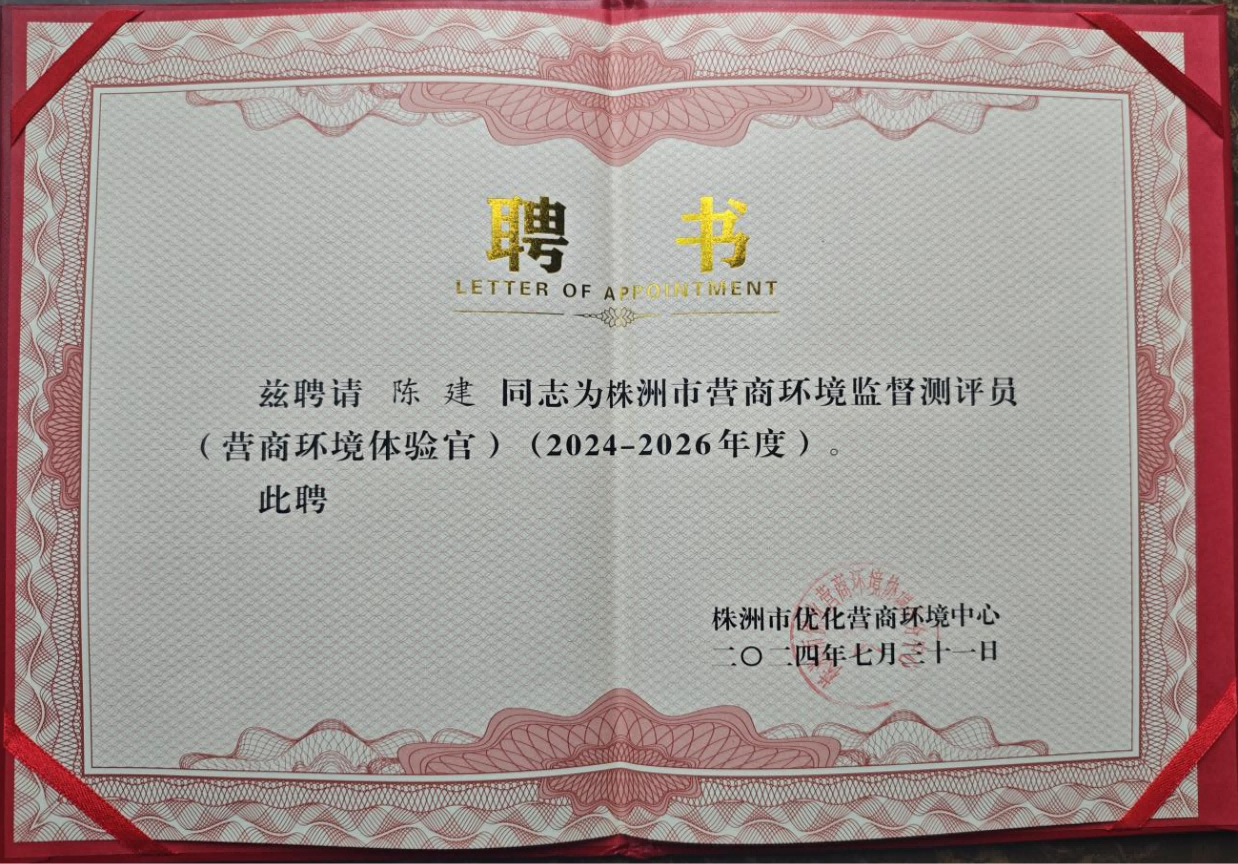 聘书
LETTER OF APPOINTMENT
兹聘请 陈建 同志为株洲市营商环境监督测评员
（营商环境体验官）（2024-2026年度）。
此聘
株洲市优化营商环境中心
二〇二四年七月三十一日